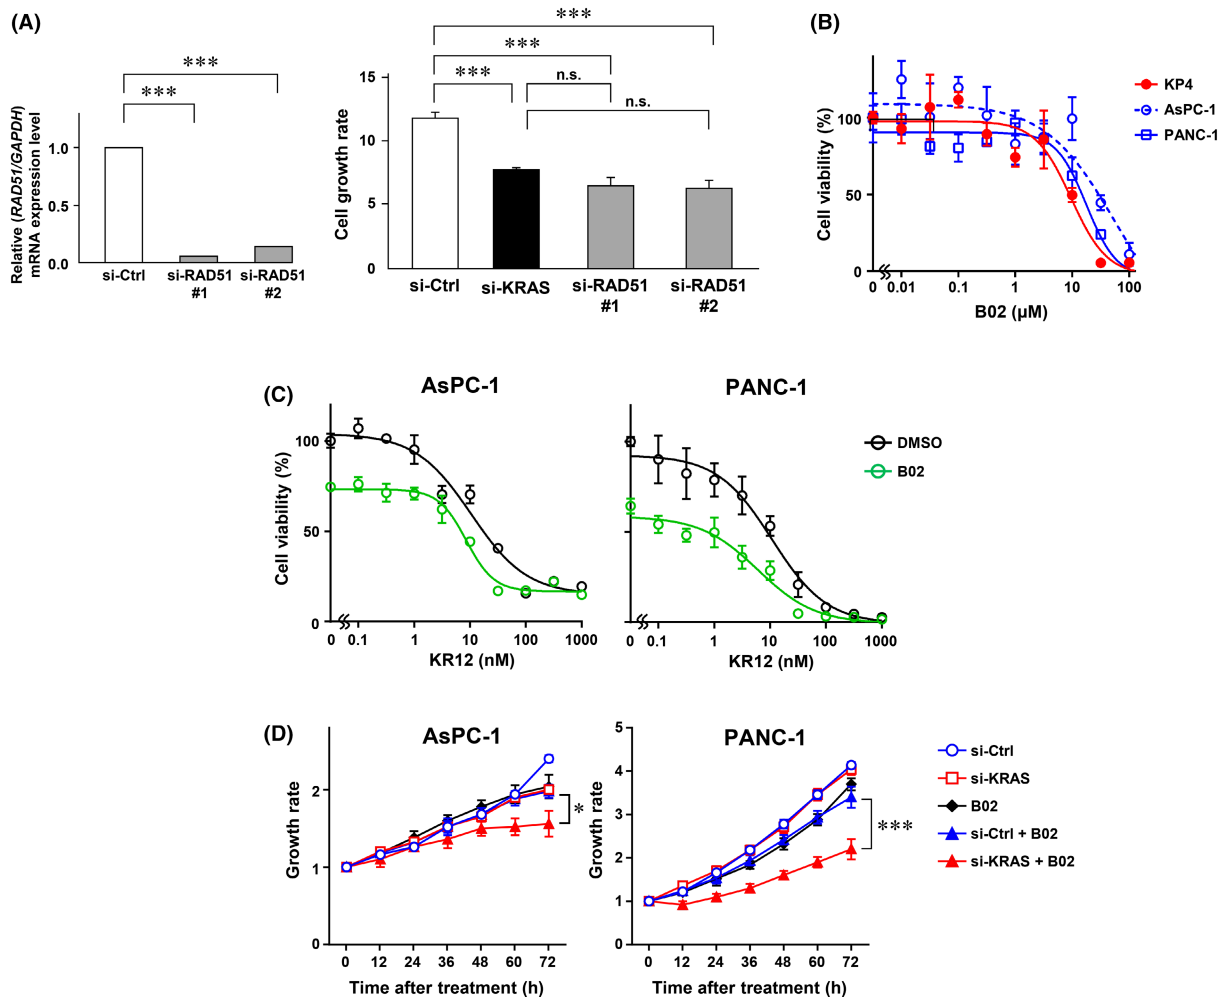 (A)
Relative (RAD51/GAPDH)
mRNA expression level
1.0
0.5
0.0
***
***
si-Ctrl
si-RAD51
#1
si-RAD51
#2
Cell growth rate
15
10
5
0
***
***
***
n.s.
n.s.
si-Ctrl
si-KRAS
si-RAD51
#1
si-RAD51
#2
(B)
Cell viability (%)
100
50
0
0 0.01 0.1 1 10 100
B02 (µM)
KP4
AsPC-1
PANC-1
(C)
AsPC-1
Cell viability (%)
100
50
0
0 0.1 1 10 100 1000
KR12 (nM)
PANC-1
0 0.1 1 10 100 1000
KR12 (nM)
DMSO
B02
(D)
AsPC-1
Growth rate
2
1
0
*
0 12 24 36 48 60 72
Time after treatment (h)
PANC-1
Growth rate
5
4
3
2
1
0
***
0 12 24 36 48 60 72
Time after treatment (h)
si-Ctrl
si-KRAS
B02
si-Ctrl + B02
si-KRAS + B02